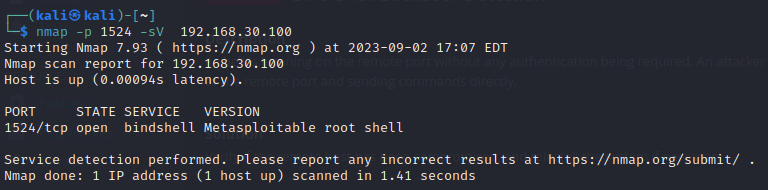 ┌──(kali㉿kali)-[~]
└─$ nmap -p 1524 -sV  192.168.30.100
Starting Nmap 7.93 ( https://nmap.org ) at 2023-09-02 17:07 EDT
Nmap scan report for 192.168.30.100
ning on the remote port without any authentication being required. An attacker
Host is up (0.00094s latency).
remote port and sending commands directly.
PORT     STATE SERVICE   VERSION
1524/tcp open  bindshell Metasploitable root shell
Service detection performed. Please report any incorrect results at https://nmap.org/submit/ .
Nmap done: 1 IP address (1 host up) scanned in 1.41 seconds